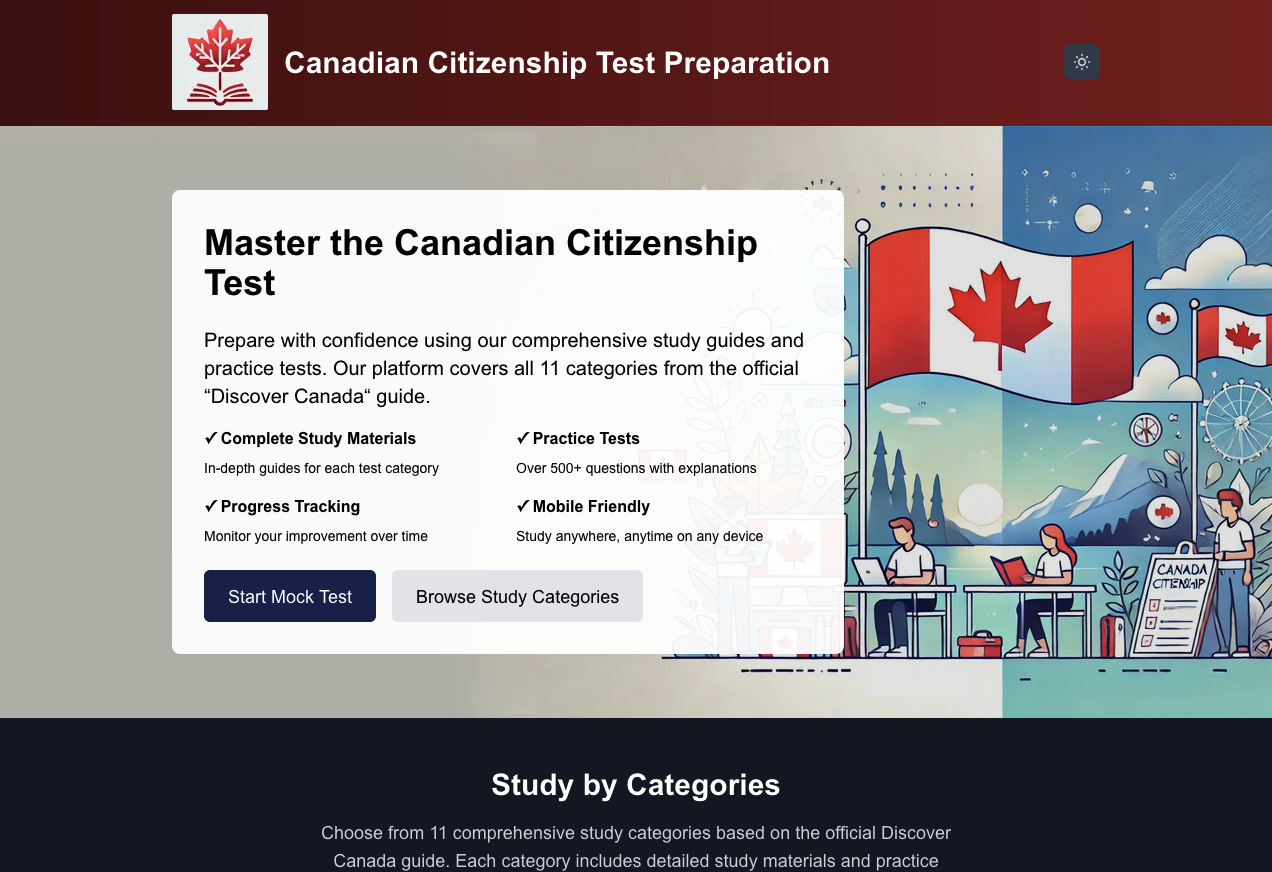 Canadian Citizenship Test Preparation
Master the Canadian Citizenship
Test
Prepare with confidence using our comprehensive study guides and
practice tests. Our platform covers all 11 categories from the official
“Discover Canada“ guide.
✓ Complete Study Materials
In-depth guides for each test category
✓ Practice Tests
Over 500+ questions with explanations
✓ Progress Tracking
Monitor your improvement over time
✓ Mobile Friendly
Study anywhere, anytime on any device
Start Mock Test
Browse Study Categories
CANADA
Study by Categories
Choose from 11 comprehensive study categories based on the official Discover
Canada guide. Each category includes detailed study materials and practice